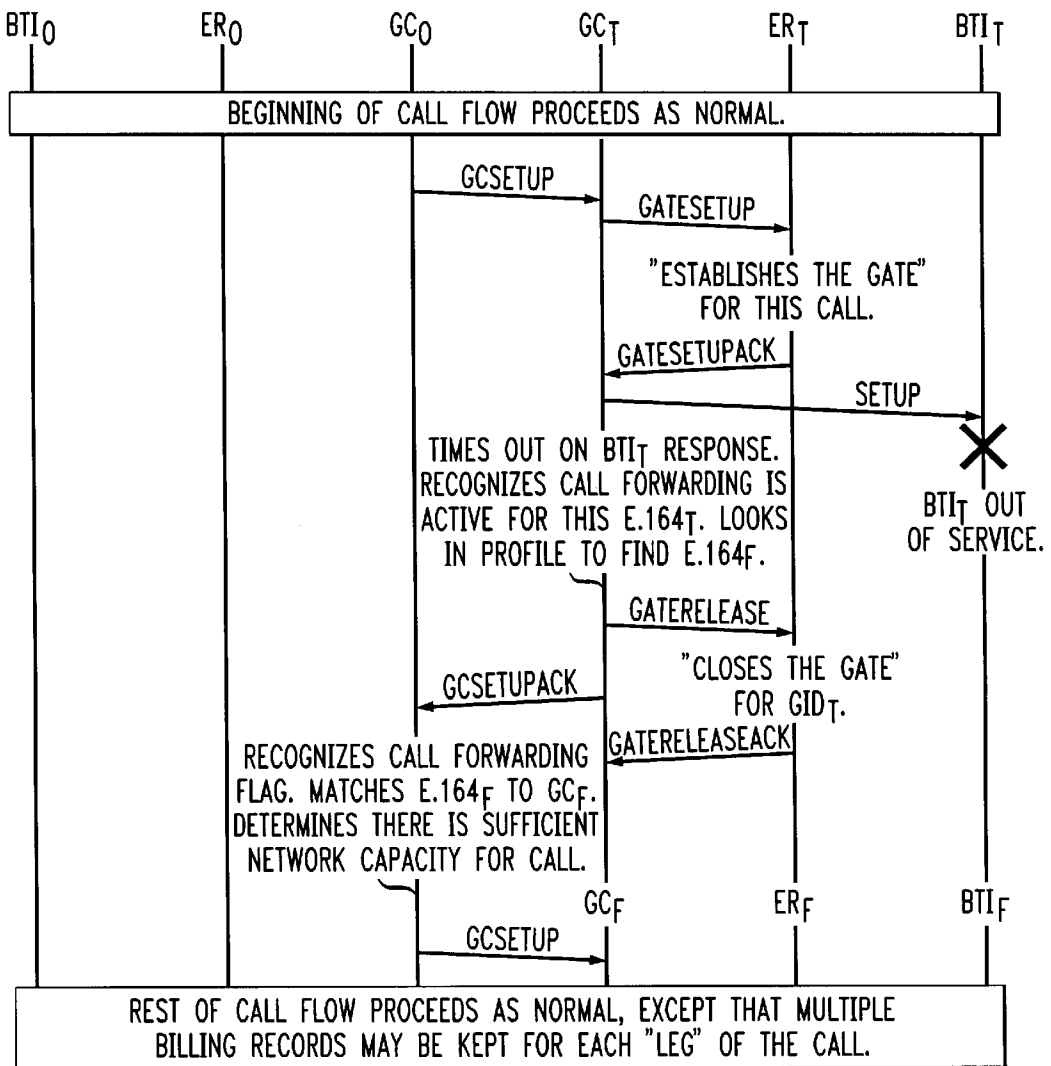 BTIO ERO GCO GCT ERT BTIT
BEGINNING OF CALL FLOW PROCEEDS AS NORMAL.
GCSETUP
GATESETUP
"ESTABLISHES THE GATE"
FOR THIS CALL.
GATESETUPACK
SETUP
TIMES OUT ON BTIT RESPONSE.
RECOGNIZES CALL FORWARDING IS
ACTIVE FOR THIS E.164T. LOOKS
IN PROFILE TO FIND E.164F.
BTIT OUT
OF SERVICE.
GATERELEASE
"CLOSES THE GATE"
FOR GIDT.
GCSETUPACK
GATERELEASEACK
RECOGNIZES CALL FORWARDING
FLAG. MATCHES E.164F TO GCF.
DETERMINES THERE IS SUFFICIENT
NETWORK CAPACITY FOR CALL.
GCF ERF BTIF
GCSETUP
REST OF CALL FLOW PROCEEDS AS NORMAL, EXCEPT THAT MULTIPLE
BILLING RECORDS MAY BE KEPT FOR EACH "LEG" OF THE CALL.